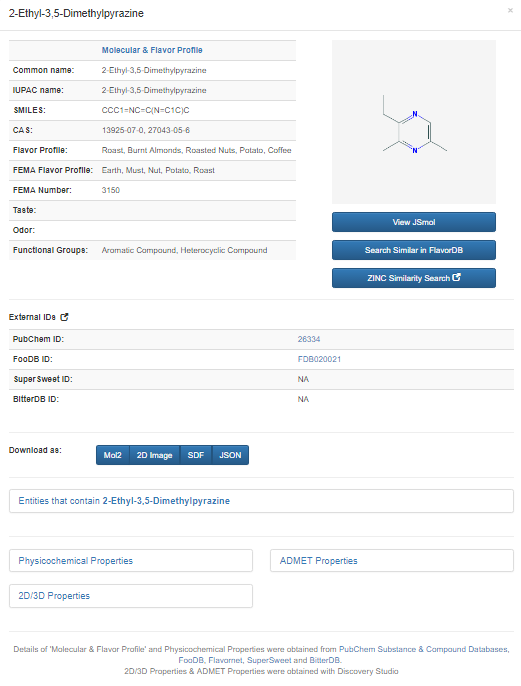 2-Ethyl-3,5-Dimethylpyrazine
×
Molecular & Flavor Profile
Common name: 2-Ethyl-3,5-Dimethylpyrazine
IUPAC name: 2-Ethyl-3,5-Dimethylpyrazine
SMILES: CCC1=NC=C(N=C1C)C
CAS: 13925-07-0, 27043-05-6
Flavor Profile: Roast, Burnt Almonds, Roasted Nuts, Potato, Coffee
FEMA Flavor Profile: Earth, Must, Nut, Potato, Roast
FEMA Number: 3150
Taste:
Odor:
Functional Groups: Aromatic Compound, Heterocyclic Compound
N
N
View JSmol
Search Similar in FlavorDB
ZINC Similarity Search
External IDs
PubChem ID: 26334
FooDB ID: FDB020021
SuperSweet ID: NA
BitterDB ID: NA
Download as: Mol2 2D Image SDF JSON
Entities that contain 2-Ethyl-3,5-Dimethylpyrazine
Physicochemical Properties
ADMET Properties
2D/3D Properties
Details of 'Molecular & Flavor Profile' and Physicochemical Properties were obtained from PubChem Substance & Compound Databases,
FooDB, Flavornet, SuperSweet and BitterDB.
2D/3D Properties & ADMET Properties were obtained with Discovery Studio